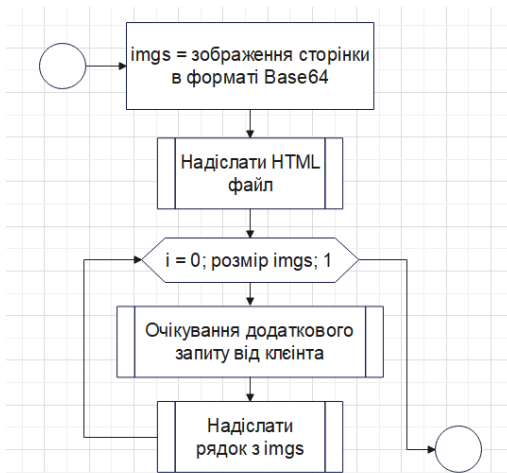 imgs = зображення сторінки
в форматі Base64
Надіслати HTML
файл
i = 0; розмір imgs; 1
Очікування додаткового
запиту від клєінта
Надіслати
рядок з imgs